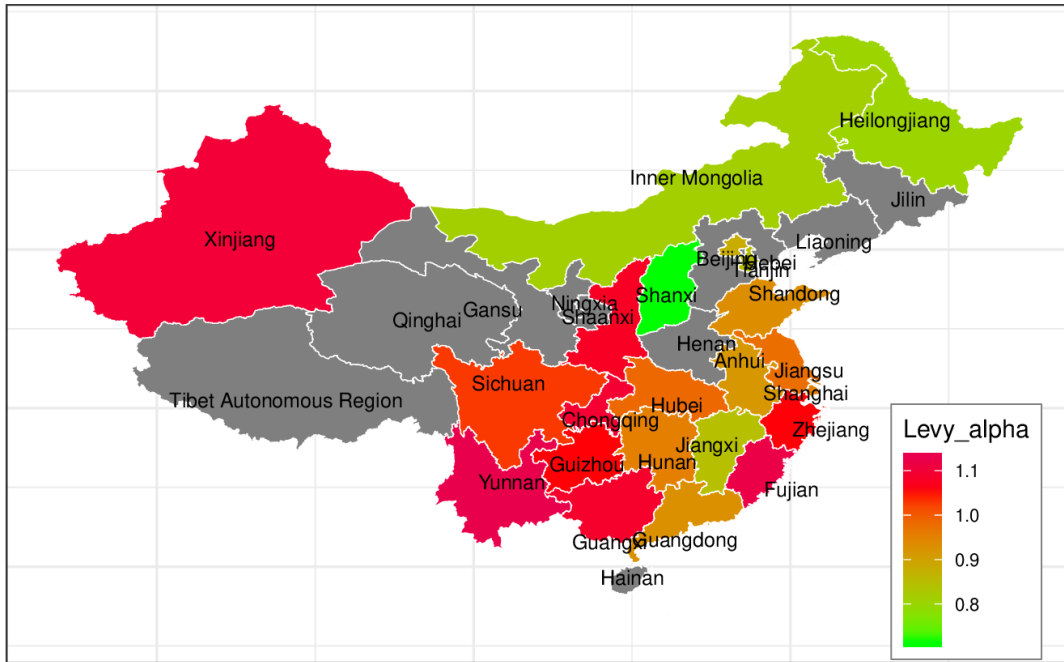 Heilongjiang
Inner Mongolia
Jilin
Xinjiang
Liaoning
Beijing
Hebei
Tianjin
Shanxi
Shandong
Ningxia
Gansu
Shaanxi
Qinghai
Henan
Anhui
Jiangsu
Sichuan
Shanghai
Tibet Autonomous Region
Hubei
Chongqing
Zhejiang
Jiangxi
Guizhou
Hunan
Yunnan
Fujian
Guangxi
Guangdong
Hainan
Levy_alpha
1.1
1.0
0.9
0.8